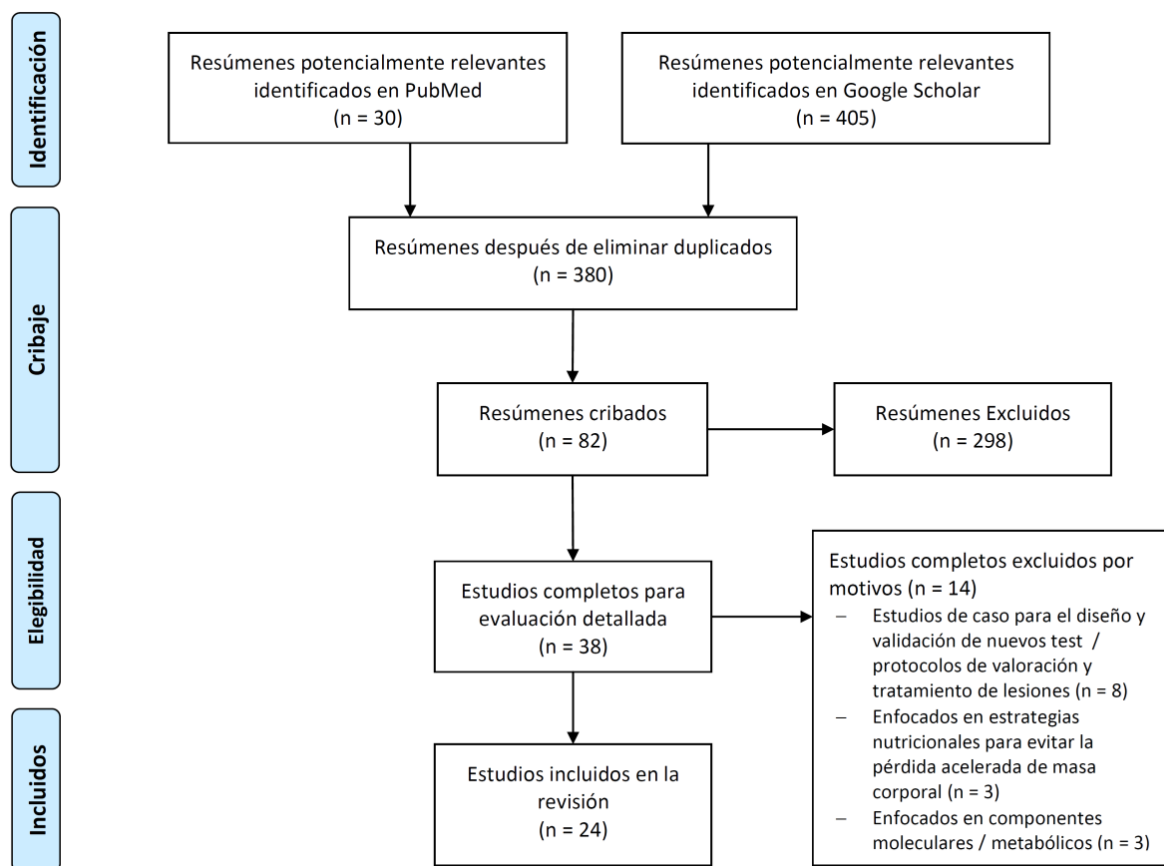 Identificación
Resúmenes potencialmente relevantes
identificados en PubMed
(n = 30)
Resúmenes potencialmente relevantes
identificados en Google Scholar
(n = 405)
Cribaje
Resúmenes después de eliminar duplicados
(n = 380)
Resúmenes cribados
(n = 82)
Resúmenes Excluidos
(n = 298)
Elegibilidad
Estudios completos para
evaluación detallada
(n = 38)
Estudios completos excluidos por
motivos (n = 14)
– Estudios de caso para el diseño y
validación de nuevos test /
protocolos de valoración y
tratamiento de lesiones (n = 8)
– Enfocados en estrategias
nutricionales para evitar la
pérdida acelerada de masa
corporal (n = 3)
– Enfocados en componentes
moleculares / metabólicos (n = 3)
Incluidos
Estudios incluidos en la
revisión
(n = 24)